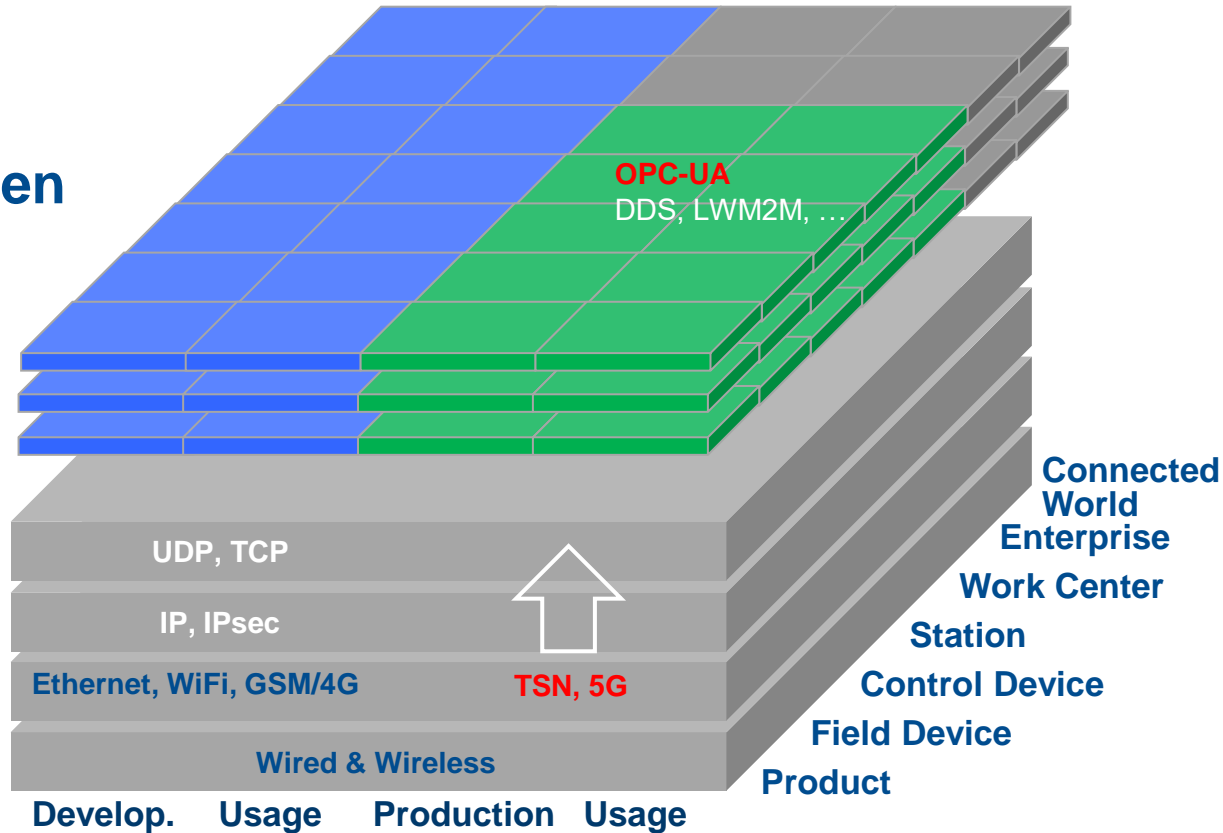 en
OPC-UA
DDS, LWM2M, …
UDP, TCP
IP, IPsec
Ethernet, WiFi, GSM/4G
TSN, 5G
Wired & Wireless
Connected
World
Enterprise
Work Center
Station
Control Device
Field Device
Product
Develop. Usage Production Usage